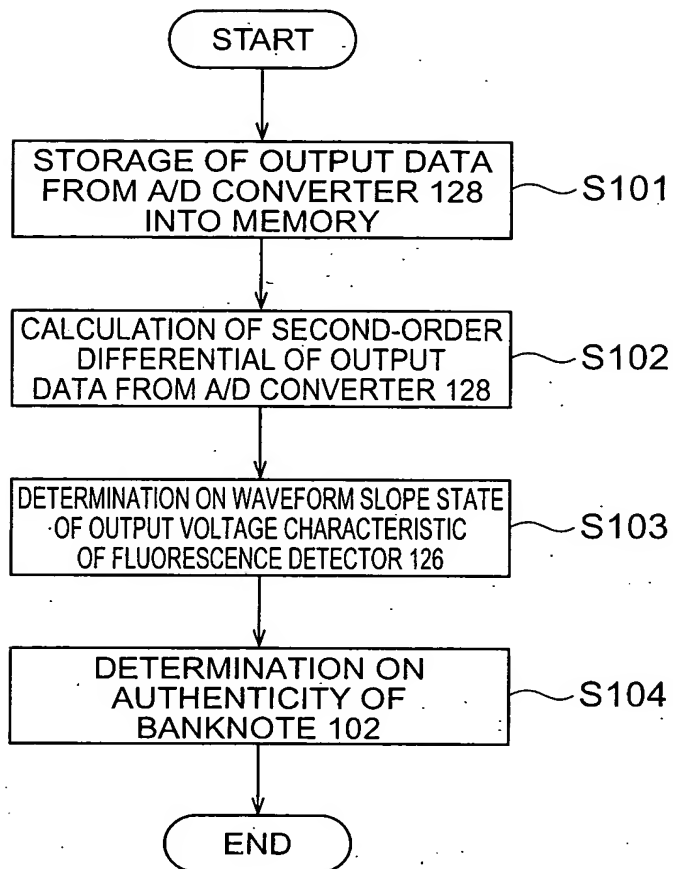 START
STORAGE OF OUTPUT DATA
FROM A/D CONVERTER 128
INTO MEMORY
S101
CALCULATION OF SECOND-ORDER
DIFFERENTIAL OF OUTPUT
DATA FROM A/D CONVERTER 128
S102
DETERMINATION ON WAVEFORM SLOPE STATE
OF OUTPUT VOLTAGE CHARACTERISTIC
OF FLUORESCENCE DETECTOR 126
S103
DETERMINATION ON
AUTHENTICITY OF
BANKNOTE 102
S104
END